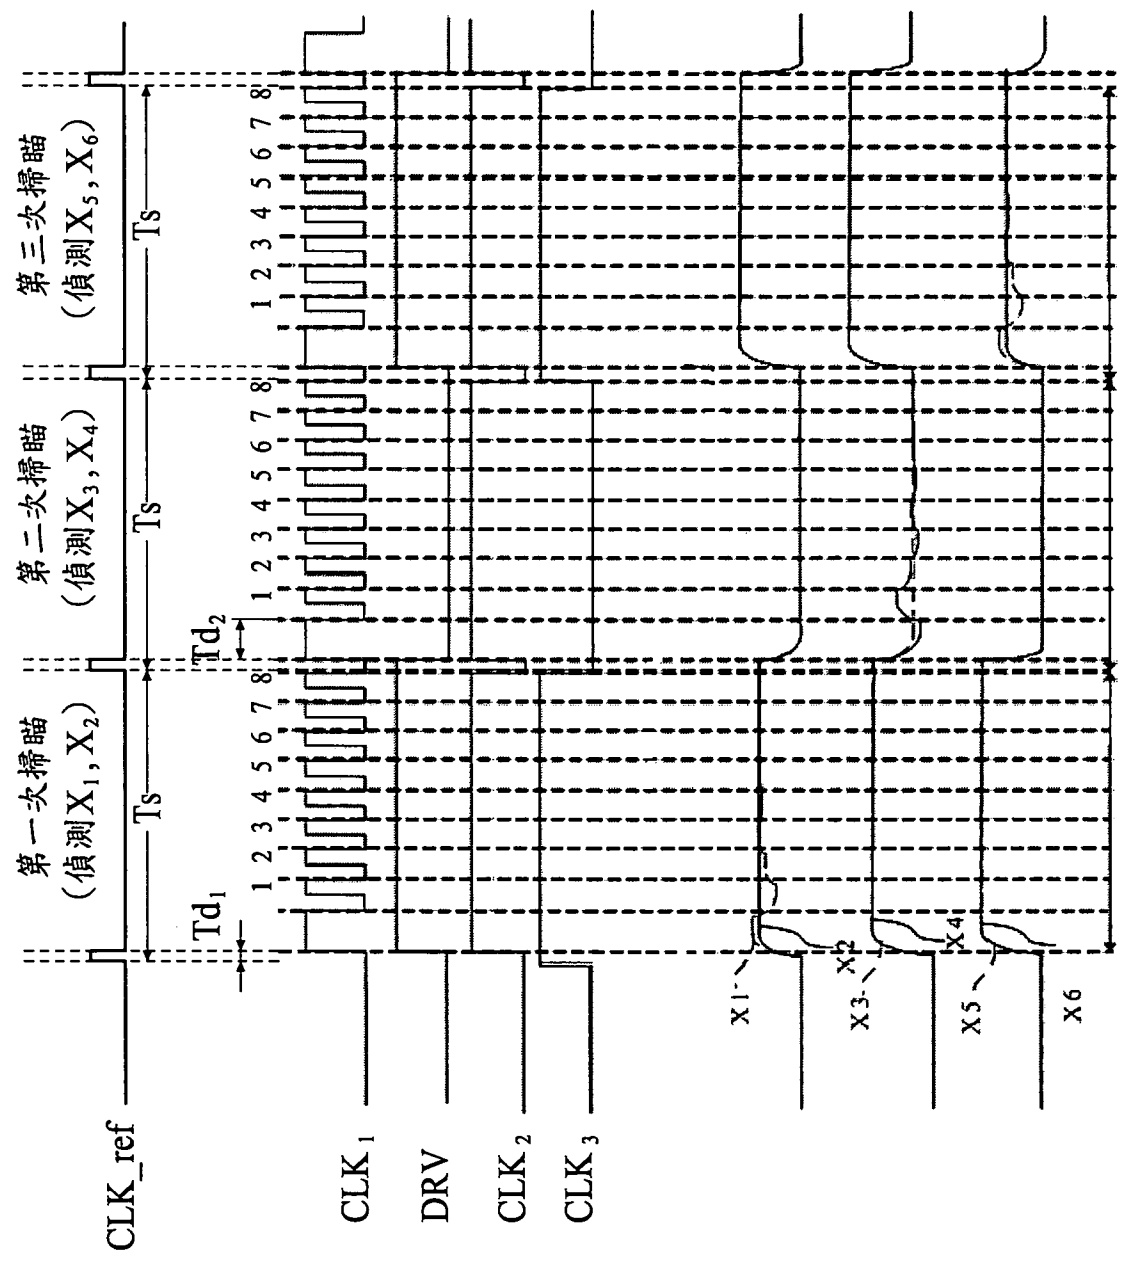 第一次掃瞄
(偵測X₁, X₂)
第二次掃瞄
(偵測X₃, X₄)
第三次掃瞄
(偵測X₅, X₆)
CLK_ref
Ts
Ts
Ts
Td₁
Td₂
1 2 3 4 5 6 7 8
1 2 3 4 5 6 7 8
1 2 3 4 5 6 7 8
CLK₁
DRV
CLK₂
CLK₃
X1
X2
X3
X4
X5
X6